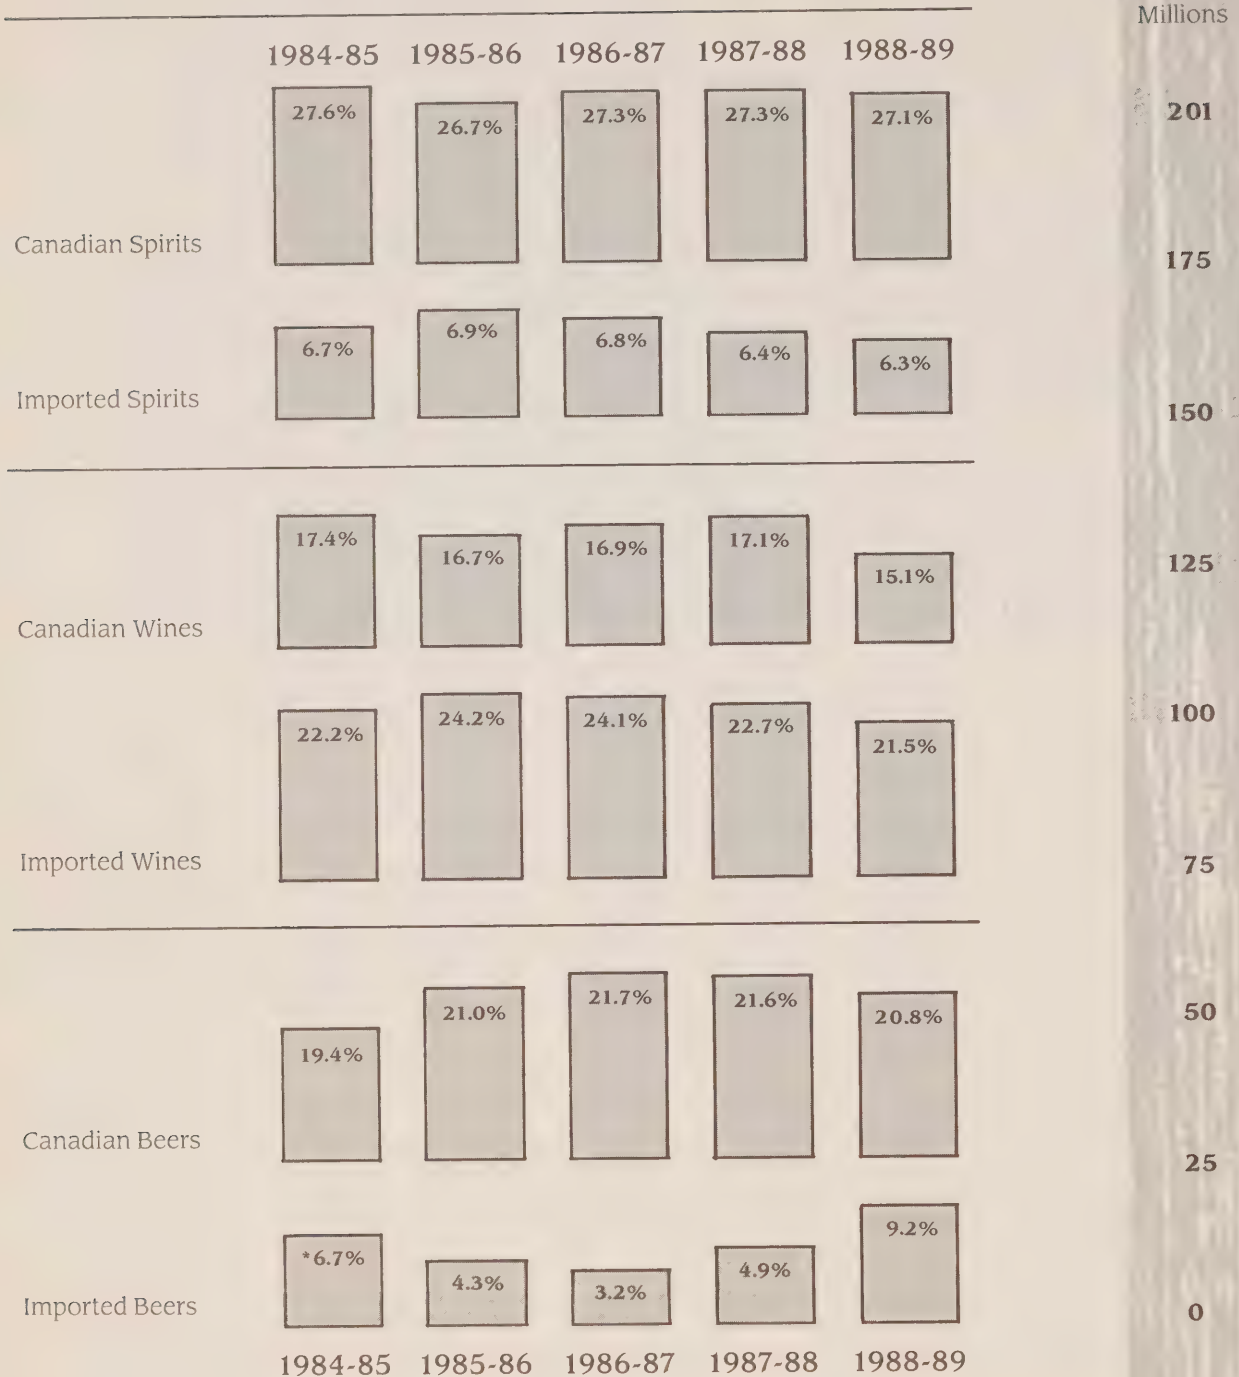 Millions
1984-85 1985-86 1986-87 1987-88 1988-89
27.6% 26.7% 27.3% 27.3% 27.1%
201
Canadian Spirits
175
6.7% 6.9% 6.8% 6.4% 6.3%
Imported Spirits
150
17.4% 16.7% 16.9% 17.1% 15.1%
125
Canadian Wines
22.2% 24.2% 24.1% 22.7% 21.5%
100
Imported Wines
75
19.4% 21.0% 21.7% 21.6% 20.8%
50
Canadian Beers
25
*6.7% 4.3% 3.2% 4.9% 9.2%
Imported Beers
0
1984-85 1985-86 1986-87 1987-88 1988-89